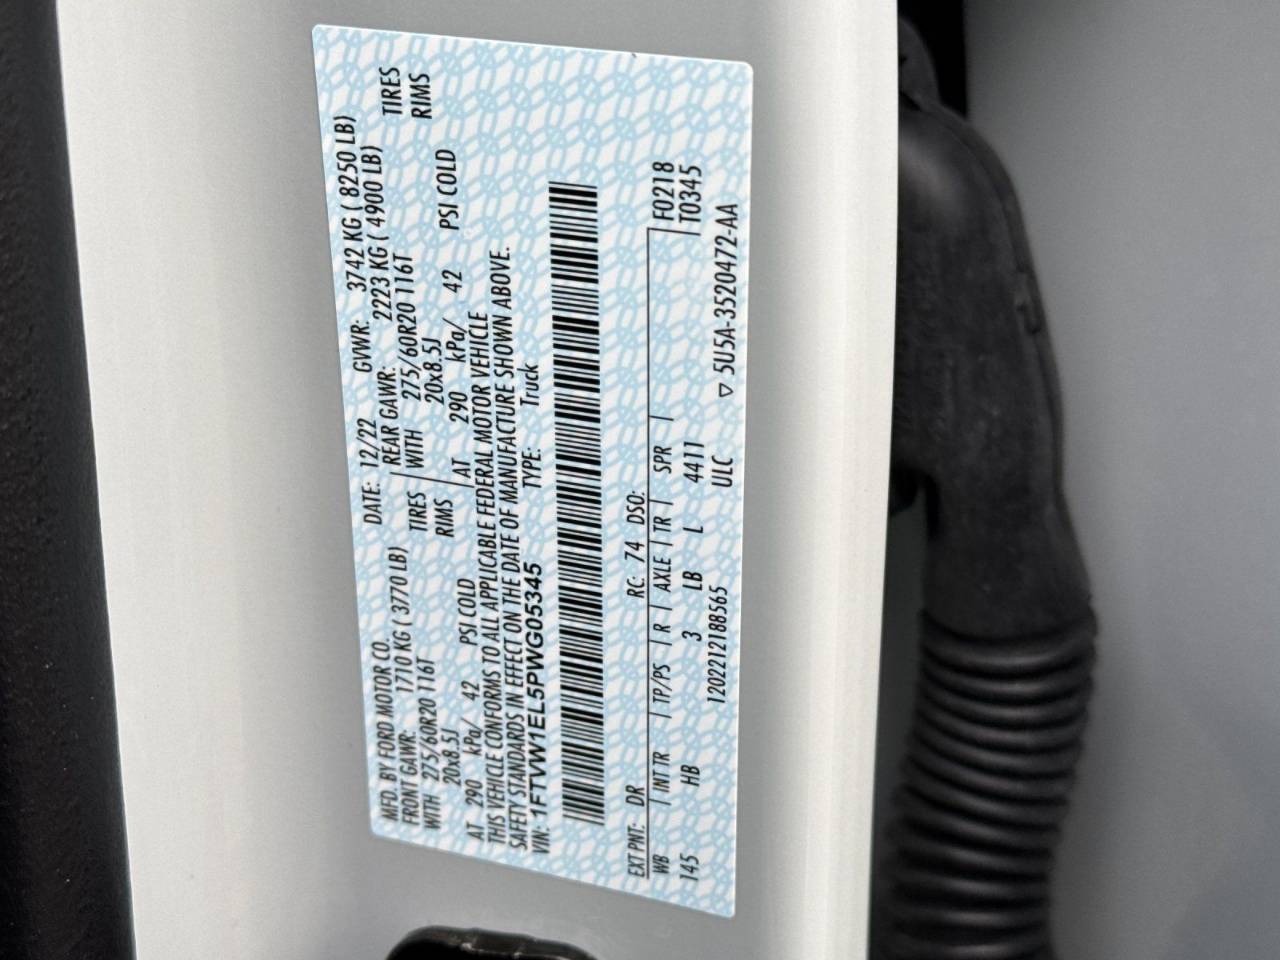 MFD. BY FORD MOTOR CO. DATE: 12/22 GVWR: 3742 KG ( 8250 LB)
FRONT GAWR: 1710 KG ( 3770 LB) REAR GAWR: 2223 KG ( 4900 LB)
WITH 275/60R20 116T TIRES WITH 275/60R20 116T TIRES
20x8.5J RIMS 20x8.5J RIMS
AT 290 kPa/ 42 PSI COLD AT 290 kPa/ 42 PSI COLD
THIS VEHICLE CONFORMS TO ALL APPLICABLE FEDERAL MOTOR VEHICLE
SAFETY STANDARDS IN EFFECT ON THE DATE OF MANUFACTURE SHOWN ABOVE.
VIN: 1FTVW1EL5PWG05345 TYPE: Truck
EXT PNT: DR RC: 74 DSO: F0218
WB INT TR TP/PS R AXLE TR SPR T0345
145 HB 3 LB L 4411
1202212188565 ULC ▽ 5U5A-3520472-AA